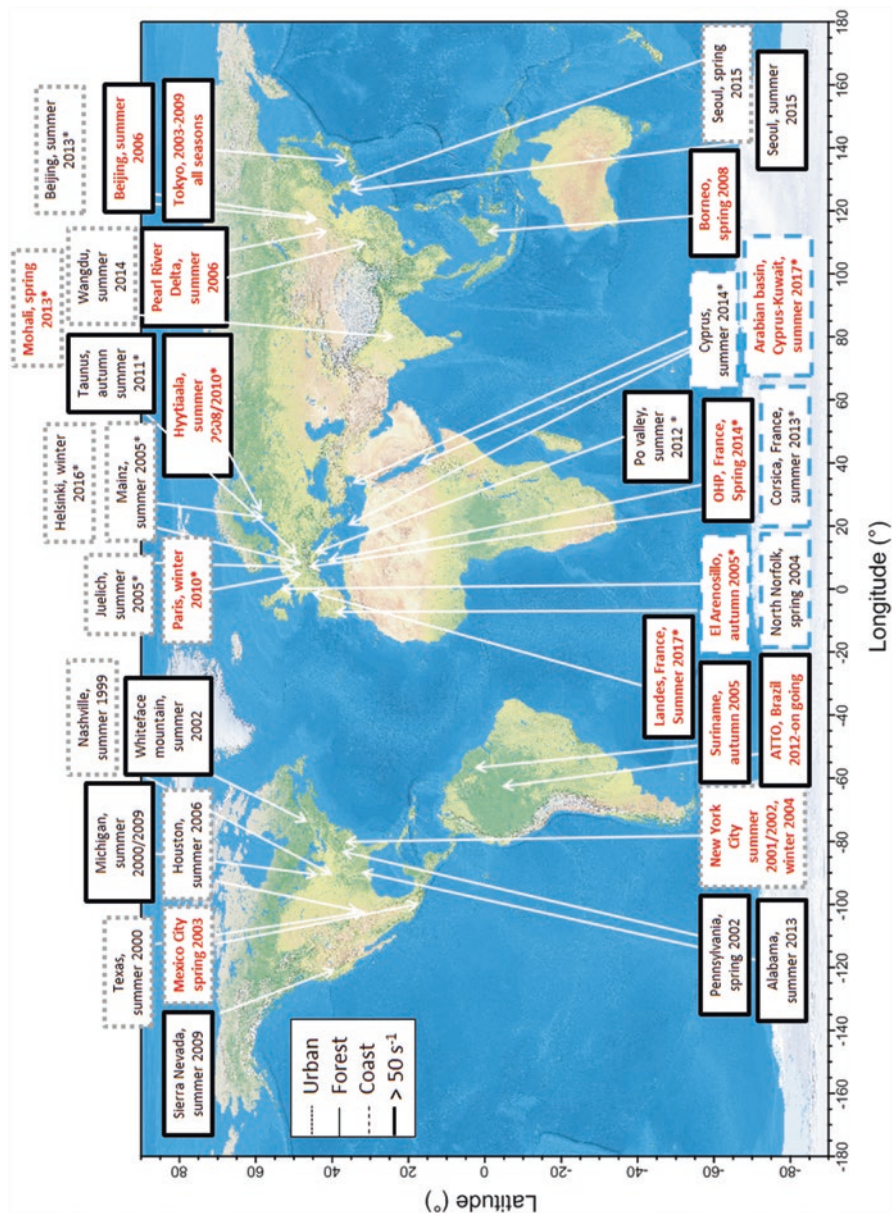 Texas,
summer 2000
Michigan,
summer
2000/2009
Nashville,
summer 1999
Juelich,
summer
2005*
Helsinki, winter
2016*
Taunus,
autumn
summer
2011*
Mohali, spring
2013*
Beijing, summer
2013*
Sierra Nevada,
summer 2009
Mexico City
spring 2003
Houston,
summer 2006
Whiteface
mountain,
summer
2002
Paris, winter
2010*
Mainz,
summer 2005*
Hyytiaala,
summer
2008/2010*
Wangdu,
summer
2014
Pearl River
Delta,
summer
2006
Beijing, summer
2006
Tokyo, 2003-2009
all seasons
Urban
Forest
Coast
> 50 s-1
Latitude (°)
80
60
40
20
0
-20
-40
-60
-80
Pennsylvania,
spring 2002
Alabama,
summer 2013
New York
City
summer
2001/2002,
winter 2004
Suriname,
autumn 2005
ATTO, Brazil
2012-on going
Landes, France,
Summer 2017*
El Arenosillo,
autumn 2005*
North Norfolk,
spring 2004
OHP, France,
Spring 2014*
Corsica, France,
summer 2013*
Po valley,
summer
2012 *
Cyprus,
summer
2014*
Arabian basin,
Cyprus-Kuwait,
summer 2017*
Borneo,
spring 2008
Seoul, spring
2015
Seoul, summer
2015
-180
-160
-140
-120
-100
-80
-60
-40
-20
0
20
40
60
80
100
120
140
160
180
Longitude (°)